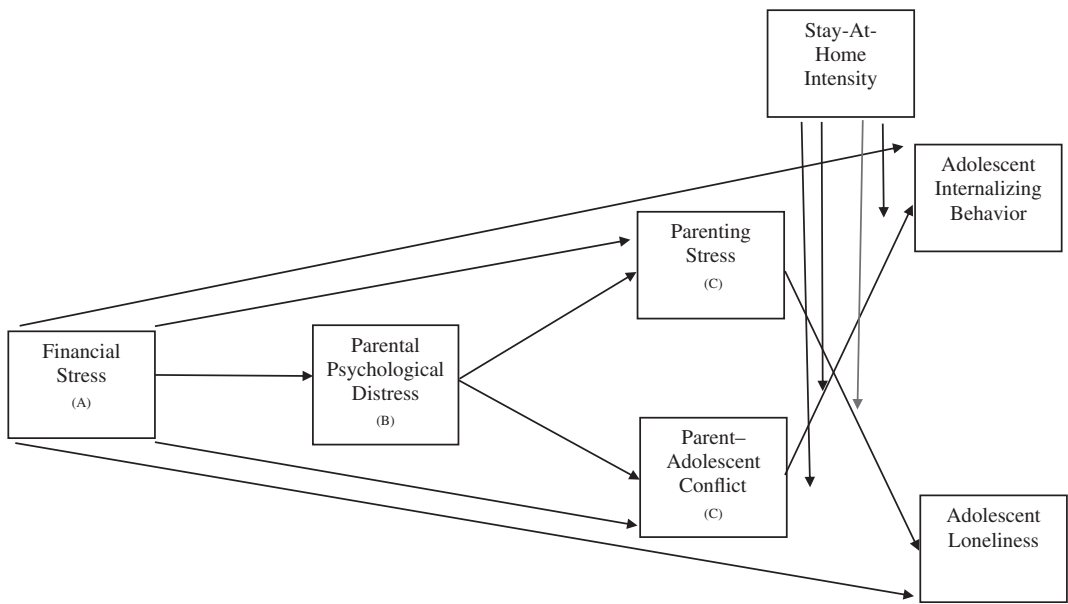 Stay-At-
Home
Intensity
Adolescent
Internalizing
Behavior
Parenting
Stress
(C)
Financial
Stress
(A)
Parental
Psychological
Distress
(B)
Parent–
Adolescent
Conflict
(C)
Adolescent
Loneliness